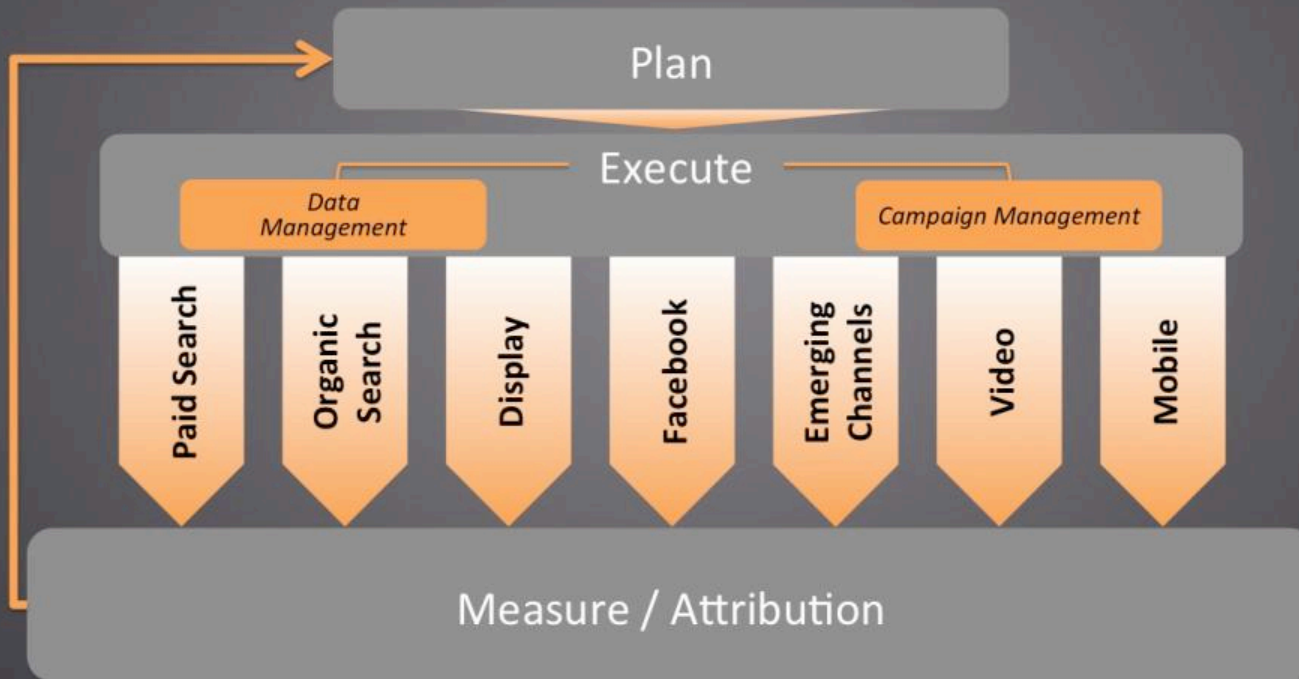 Plan
Execute
Data
Management
Campaign Management
Paid Search
Organic
Search
Display
Facebook
Emerging
Channels
Video
Mobile
Measure / Attribution